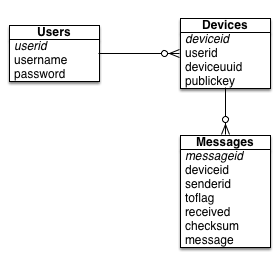 Users
userid
username
password
Devices
deviceid
userid
deviceuuid
publickey
Messages
messageid
deviceid
senderid
toflag
received
checksum
message